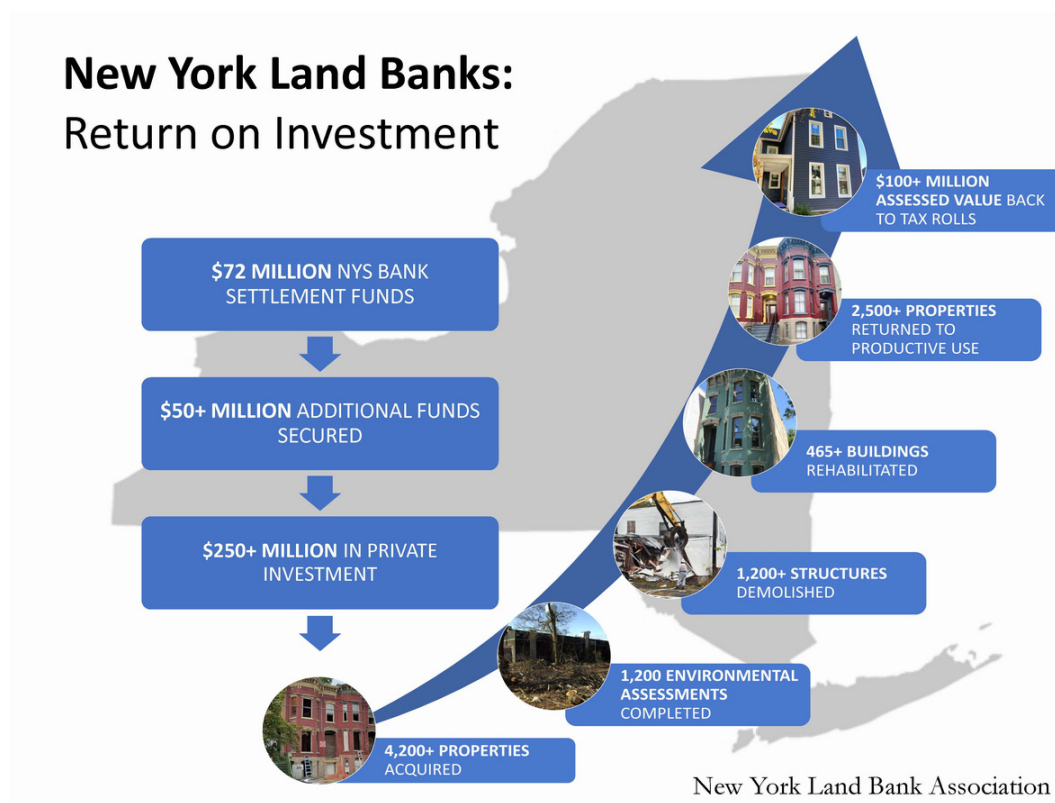 New York Land Banks:
Return on Investment
$72 MILLION NYS BANK
SETTLEMENT FUNDS
$50+ MILLION ADDITIONAL FUNDS
SECURED
$250+ MILLION IN PRIVATE
INVESTMENT
4,200+ PROPERTIES
ACQUIRED
1,200 ENVIRONMENTAL
ASSESSMENTS
COMPLETED
1,200+ STRUCTURES
DEMOLISHED
465+ BUILDINGS
REHABILITATED
2,500+ PROPERTIES
RETURNED TO
PRODUCTIVE USE
$100+ MILLION
ASSESSED VALUE BACK
TO TAX ROLLS
New York Land Bank Association